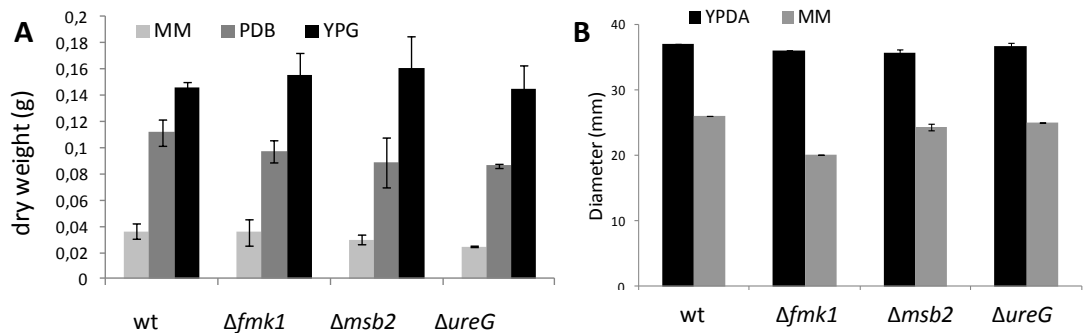 A
MM PDB YPG
dry weight (g)
0,2
0,18
0,16
0,14
0,12
0,1
0,08
0,06
0,04
0,02
0
wt Δfmk1 Δmsb2 ΔureG
B
YPDA MM
Diameter (mm)
40
30
20
10
0
wt Δfmk1 Δmsb2 ΔureG